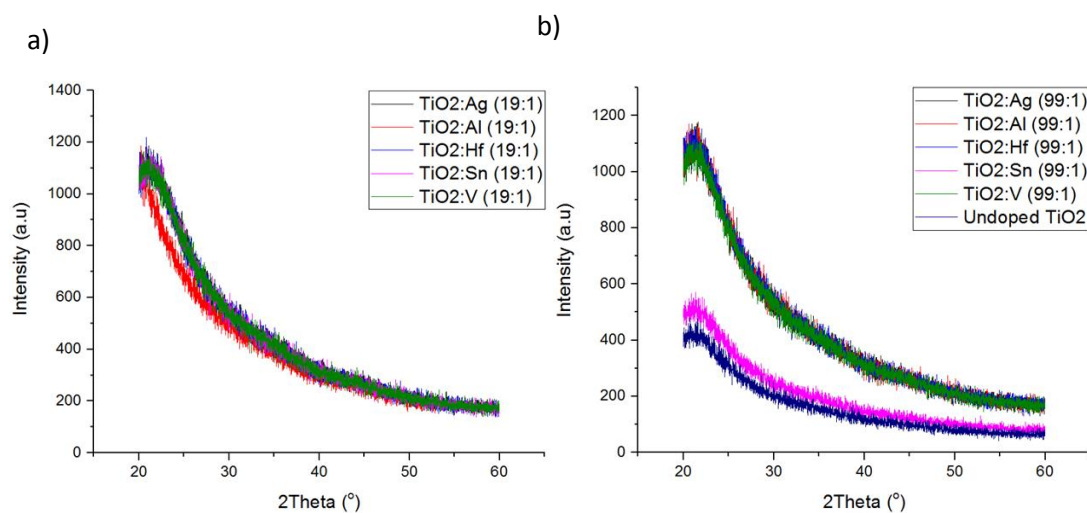 a)
1400
1200
1000
800
600
400
200
0
Intensity (a.u)
20
30
40
50
60
2Theta (°)
TiO2:Ag (19:1)
TiO2:Al (19:1)
TiO2:Hf (19:1)
TiO2:Sn (19:1)
TiO2:V (19:1)
b)
1200
1000
800
600
400
200
0
Intensity (a.u)
20
30
40
50
60
2Theta (°)
TiO2:Ag (99:1)
TiO2:Al (99:1)
TiO2:Hf (99:1)
TiO2:Sn (99:1)
TiO2:V (99:1)
Undoped TiO2